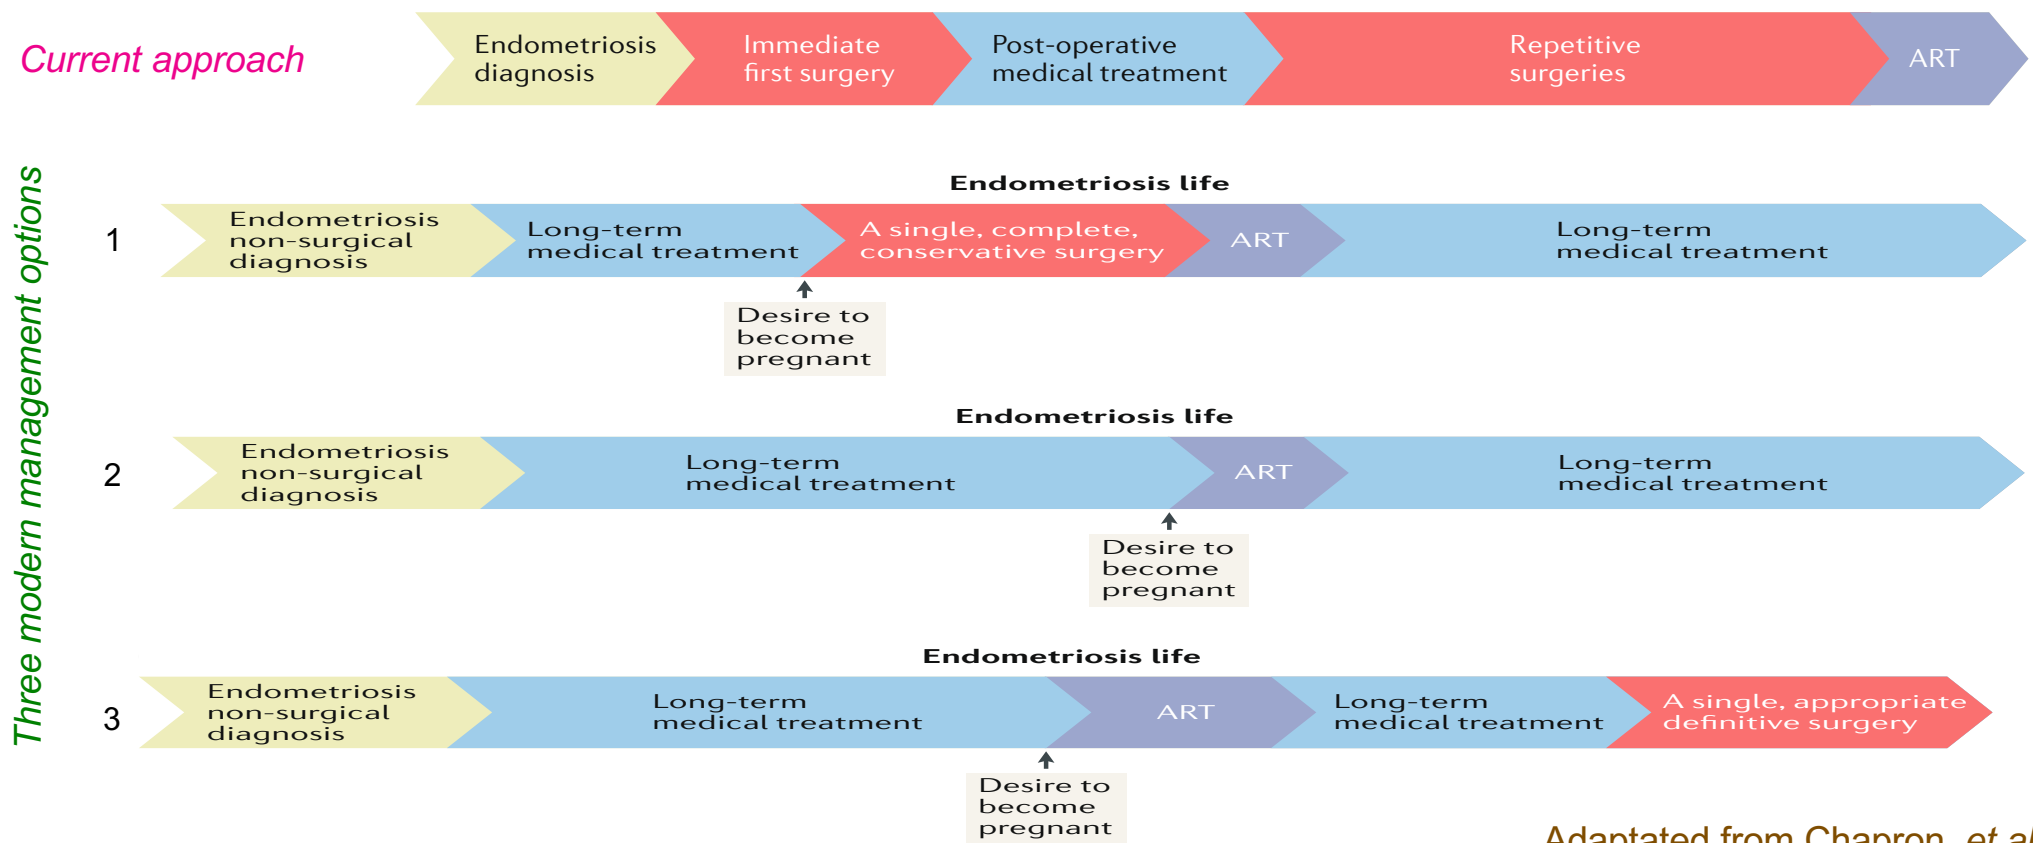 Current approach
Endometriosis
diagnosis
Immediate
first surgery
Post-operative
medical treatment
Repetitive
surgeries
ART
Three modern management options
Endometriosis life
1
Endometriosis
non-surgical
diagnosis
Long-term
medical treatment
A single, complete,
conservative surgery
ART
Long-term
medical treatment
Desire to
become
pregnant
Endometriosis life
2
Endometriosis
non-surgical
diagnosis
Long-term
medical treatment
ART
Long-term
medical treatment
Desire to
become
pregnant
Endometriosis life
3
Endometriosis
non-surgical
diagnosis
Long-term
medical treatment
ART
Long-term
medical treatment
A single, appropriate
definitive surgery
Desire to
become
pregnant
Adaptated from Chapron, et al